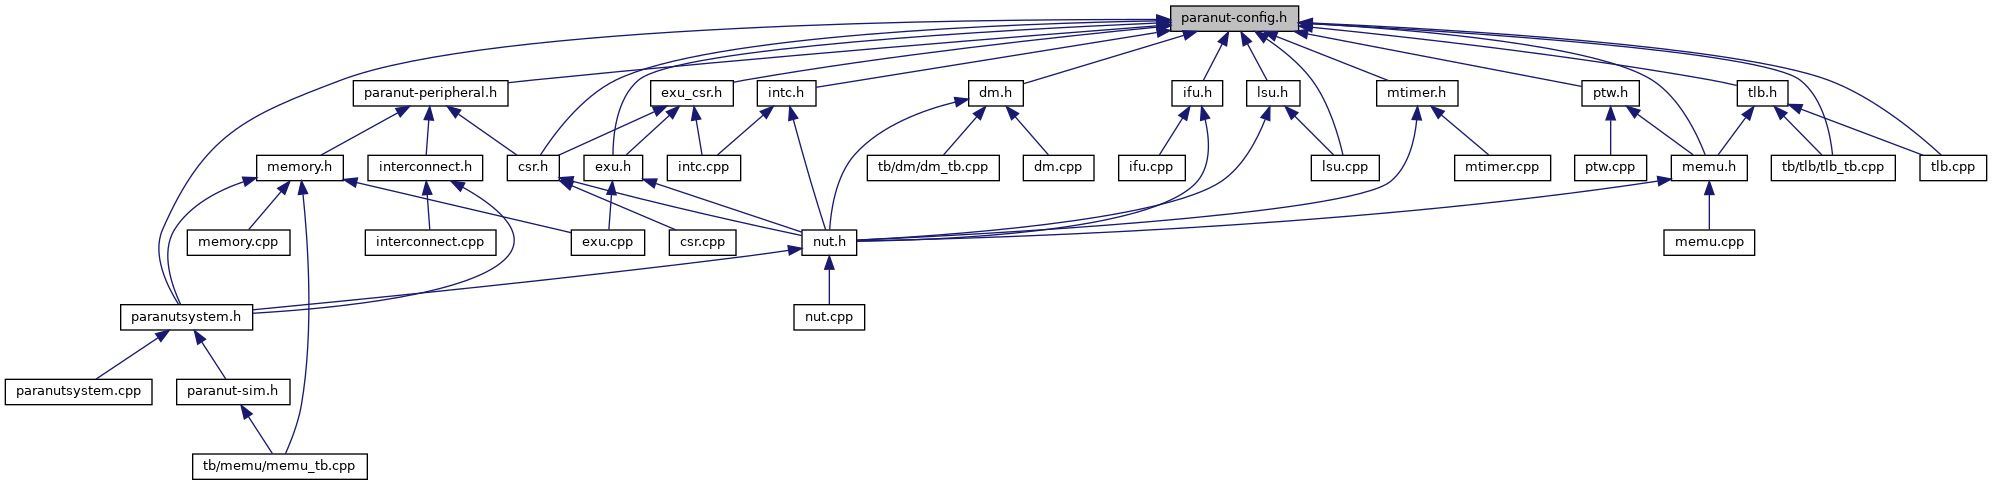 paranut-config.h
paranut-peripheral.h
exu_csr.h
intc.h
dm.h
ifu.h
lsu.h
mtimer.h
ptw.h
tlb.h
memory.h
interconnect.h
csr.h
exu.h
intc.cpp
tb/dm/dm_tb.cpp
dm.cpp
ifu.cpp
lsu.cpp
mtimer.cpp
ptw.cpp
memu.h
tb/tlb/tlb_tb.cpp
tlb.cpp
memory.cpp
interconnect.cpp
exu.cpp
csr.cpp
nut.h
memu.cpp
paranutsystem.h
nut.cpp
paranutsystem.cpp
paranut-sim.h
tb/memu/memu_tb.cpp